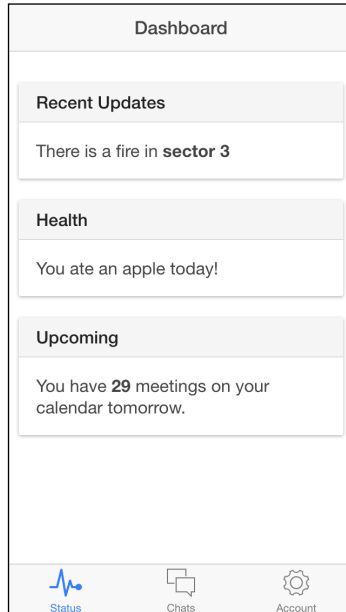 Dashboard
Recent Updates
There is a fire in sector 3
Health
You ate an apple today!
Upcoming
You have 29 meetings on your
calendar tomorrow.
Status
Chats
Account